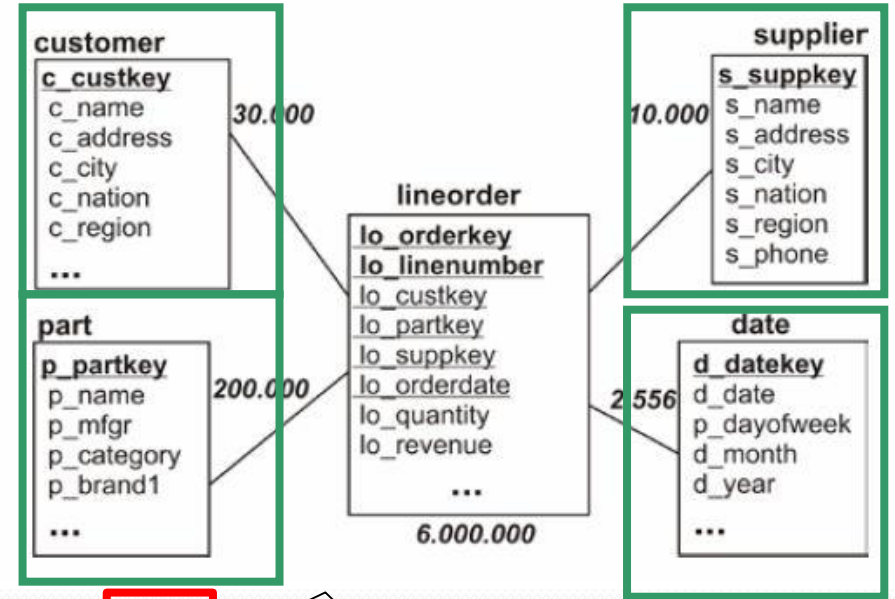 customer
c_custkey
c_name
c_address
c_city
c_nation
c_region
...
30.000
supplier
s_suppkey
s_name
s_address
s_city
s_nation
s_region
s_phone
10.000
lineorder
lo_orderkey
lo_linenumber
lo_custkey
lo_partkey
lo_suppkey
lo_orderdate
lo_quantity
lo_revenue
...
6.000.000
part
p_partkey
p_name
p_mfgr
p_category
p_brand1
...
200.000
date
d_datekey
d_date
p_dayofweek
d_month
d_year
...
2.556